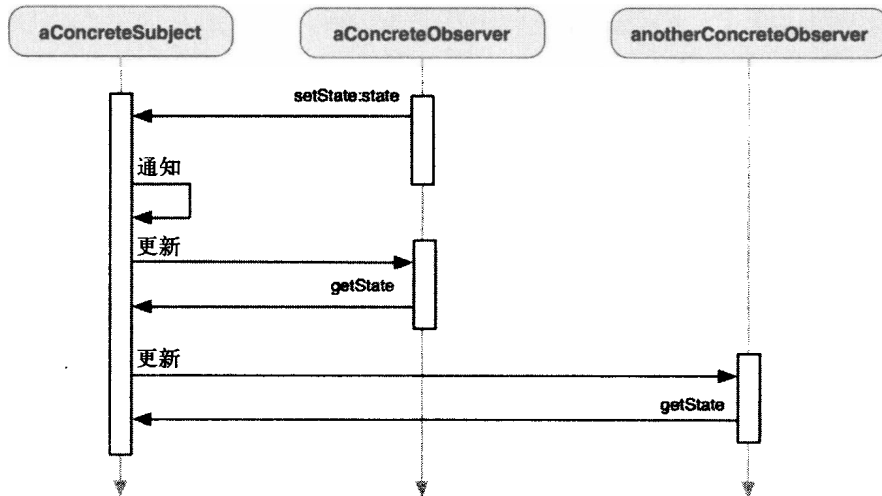 aConcreteSubject
aConcreteObserver
anotherConcreteObserver
setState:state
通知
更新
getState
更新
getState